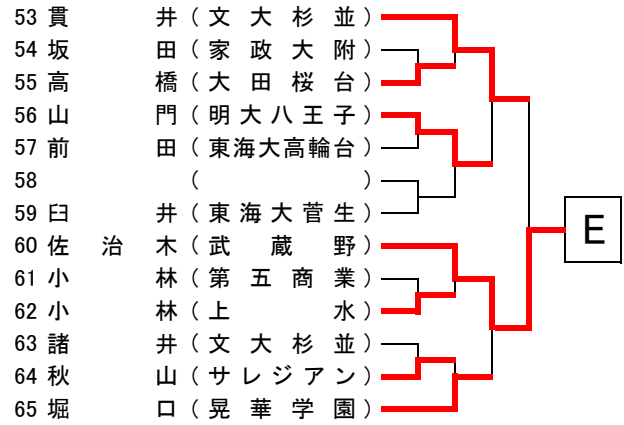 53 貫 井 ( 文 大 杉 並 )
54 坂 田 ( 家 政 大 附 )
55 高 橋 ( 大 田 桜 台 )
56 山 門 ( 明 大 八 王 子 )
57 前 田 ( 東海大高輪台 )
58 ( )
59 臼 井 ( 東 海 大 菅 生 )
60 佐 治 木 ( 武 蔵 野 )
61 小 林 ( 第 五 商 業 )
62 小 林 ( 上 水 )
63 諸 井 ( 文 大 杉 並 )
64 秋 山 ( サ レ ジ ア ン )
65 堀 口 ( 晃 華 学 園 )
E